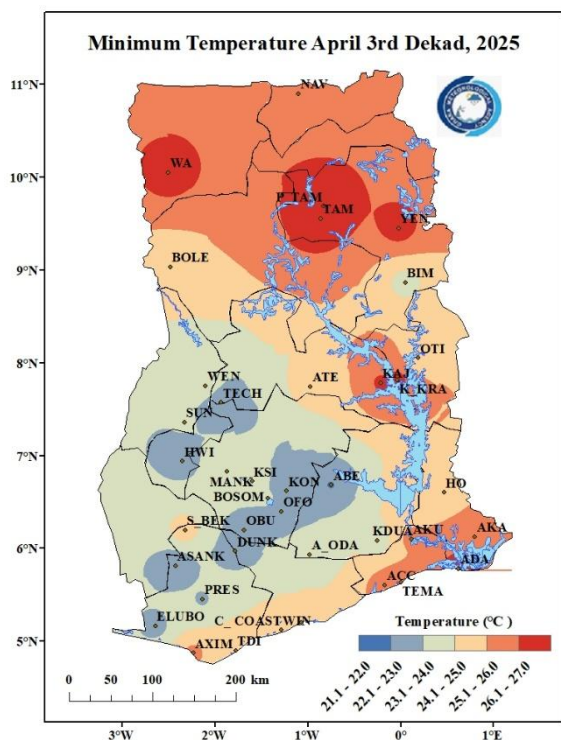 Minimum Temperature April 3rd Dekad, 2025
11°N
10°N
9°N
8°N
7°N
6°N
5°N
NAV
WA
P_TAM
TAM
YEN
BOLE
BIM
OTI
KAJ
K_KRA
ATE
WEN
TECH
SUN
HWI
KSI
MANK
KON
ABE
BOSOM
OFO
HO
S_BEK
OBU
KDUA
AKU
AKA
DUNK
A_ODA
ASANK
ADA
ACC
TEMA
PRES
ELUBO
C_COAST
WIN
AXIM
TDI
Temperature (°C)
21.1 - 22.0
22.1 - 23.0
23.1 - 24.0
24.1 - 25.0
25.1 - 26.0
26.1 - 27.0
0 50 100 200 km
3°W 2°W 1°W 0° 1°E